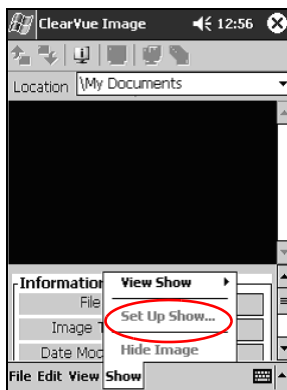 ClearVue Image 12:56
Location \My Documents
Information
View Show
File
Set Up Show...
Image T
Hide Image
Date Mod
File Edit View Show